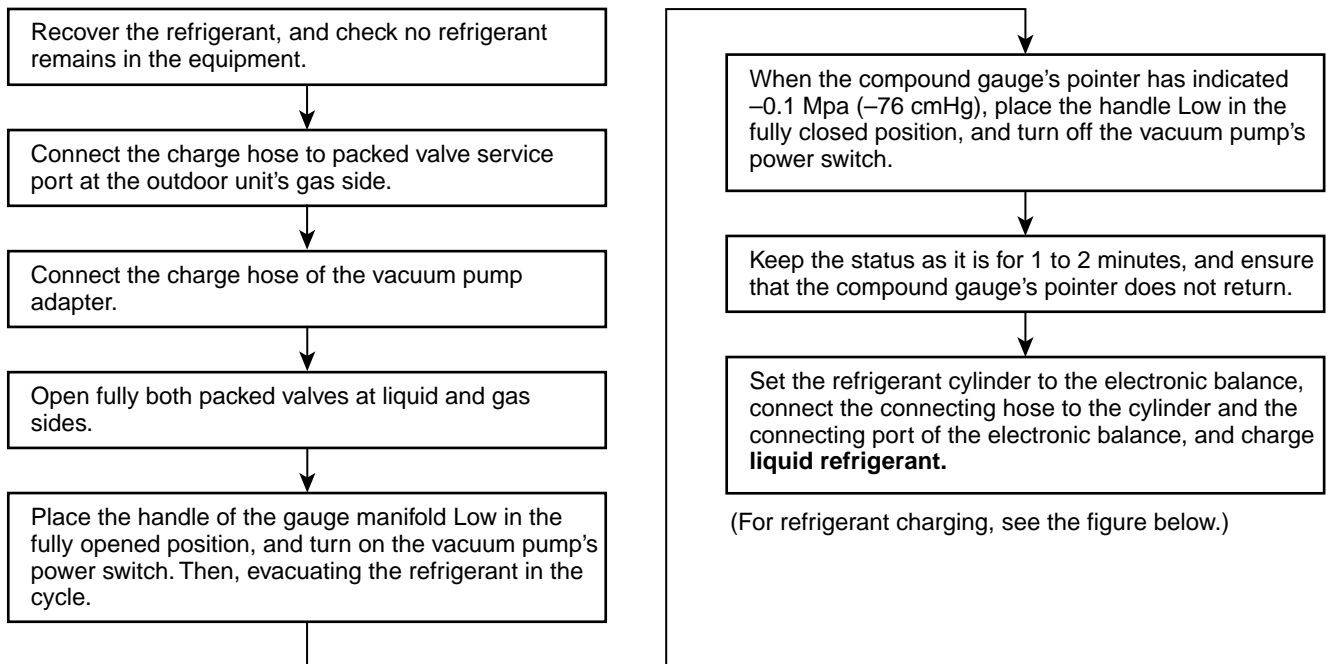 Recover the refrigerant, and check no refrigerant
remains in the equipment.
Connect the charge hose to packed valve service
port at the outdoor unit's gas side.
Connect the charge hose of the vacuum pump
adapter.
Open fully both packed valves at liquid and gas
sides.
Place the handle of the gauge manifold Low in the
fully opened position, and turn on the vacuum pump's
power switch. Then, evacuating the refrigerant in the
cycle.
When the compound gauge's pointer has indicated
–0.1 Mpa (–76 cmHg), place the handle Low in the
fully closed position, and turn off the vacuum pump's
power switch.
Keep the status as it is for 1 to 2 minutes, and ensure
that the compound gauge's pointer does not return.
Set the refrigerant cylinder to the electronic balance,
connect the connecting hose to the cylinder and the
connecting port of the electronic balance, and charge
liquid refrigerant.
(For refrigerant charging, see the figure below.)